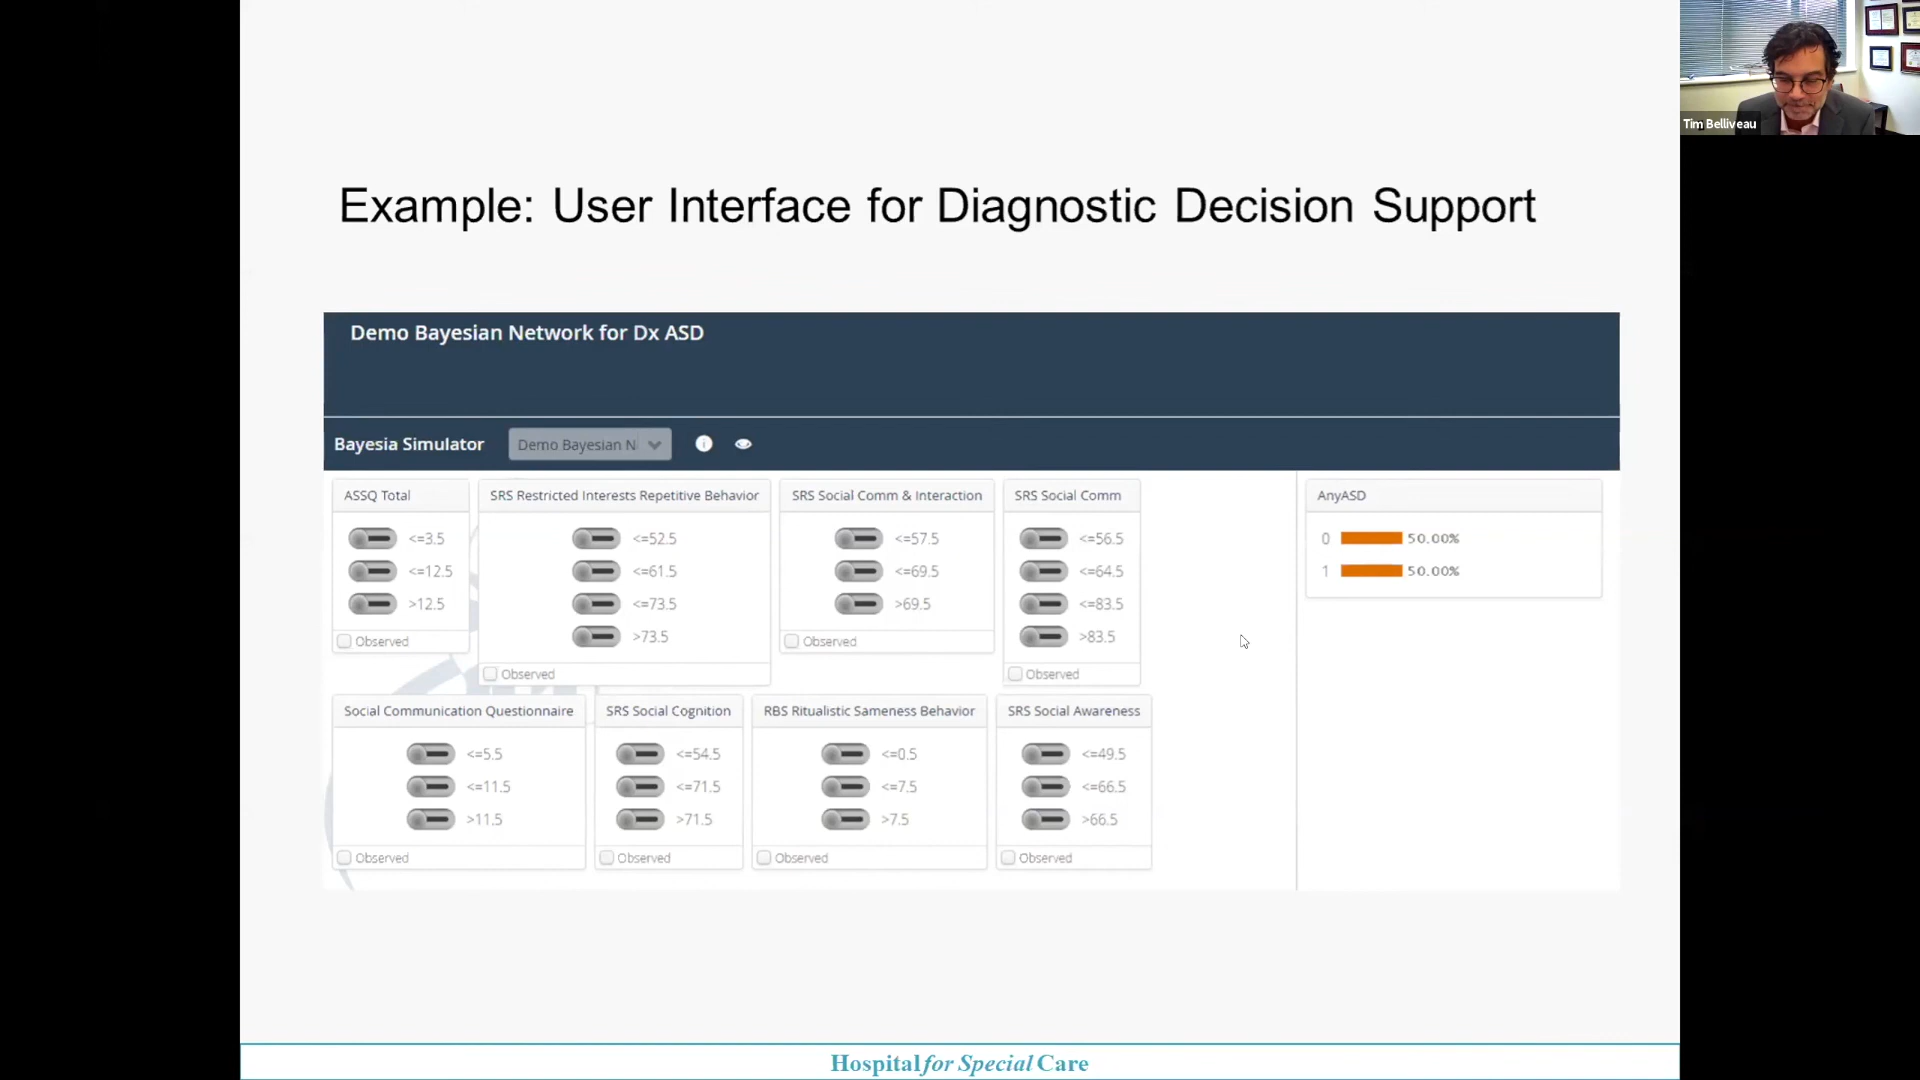 Tim Belliveau
Example: User Interface for Diagnostic Decision Support
Demo Bayesian Network for Dx ASD
Bayesia Simulator
Demo Bayesian N
ASSQ Total
<=3.5
<=12.5
>12.5
Observed
SRS Restricted Interests Repetitive Behavior
<=52.5
<=61.5
<=73.5
>73.5
Observed
SRS Social Comm & Interaction
<=57.5
<=69.5
>69.5
Observed
SRS Social Comm
<=56.5
<=64.5
<=83.5
>83.5
Observed
AnyASD
0 50.00%
1 50.00%
Social Communication Questionnaire
<=5.5
<=11.5
>11.5
Observed
SRS Social Cognition
<=54.5
<=71.5
>71.5
Observed
RBS Ritualistic Sameness Behavior
<=0.5
<=7.5
>7.5
Observed
SRS Social Awareness
<=49.5
<=66.5
>66.5
Observed
Hospital for Special Care